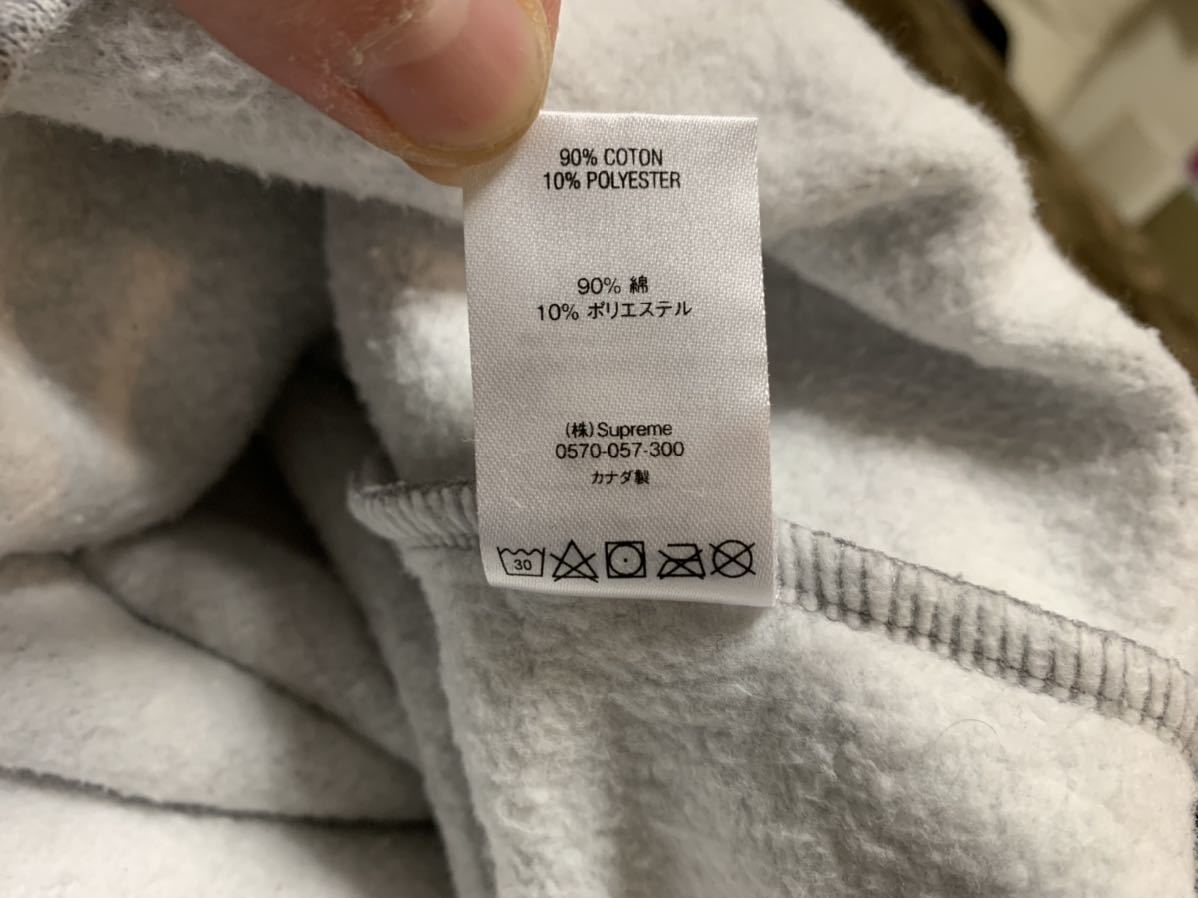 90% COTON
10% POLYESTER
90% 綿
10% ポリエステル
(株)Supreme
0570-057-300
カナダ製
30